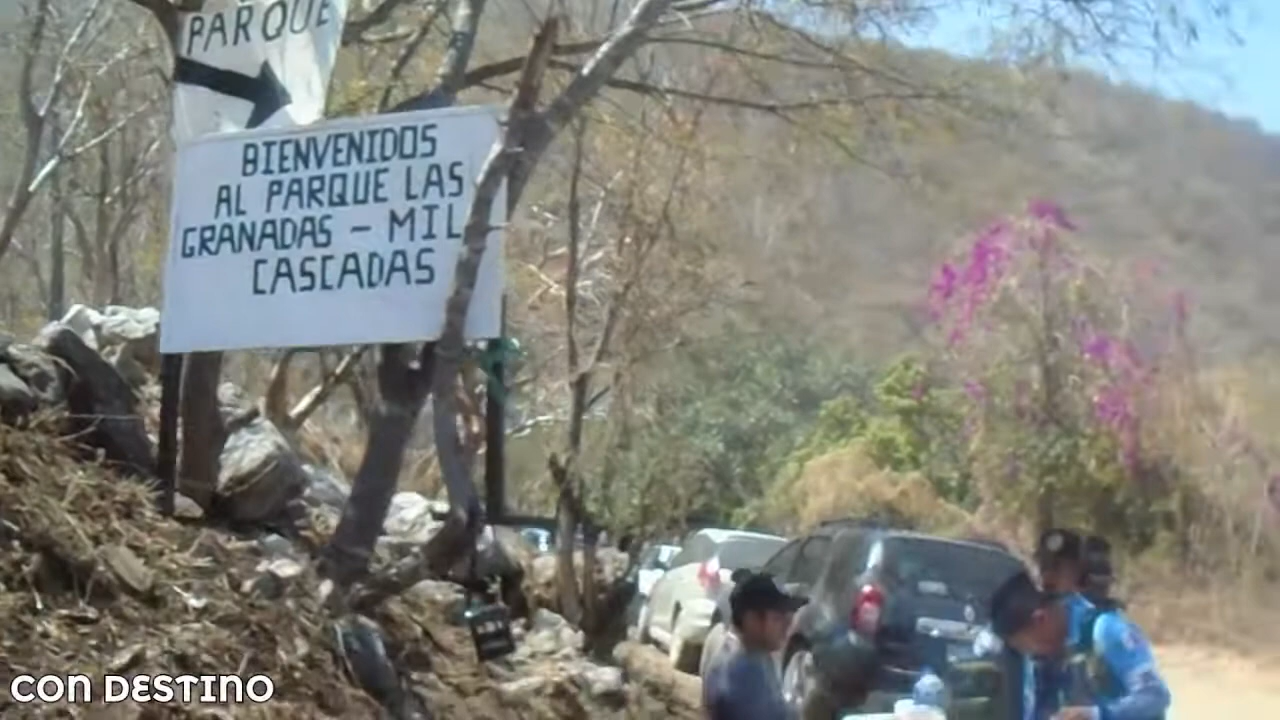 PARQUE
BIENVENIDOS
AL PARQUE LAS
GRANADAS - MIL
CASCADAS
CON DESTINO